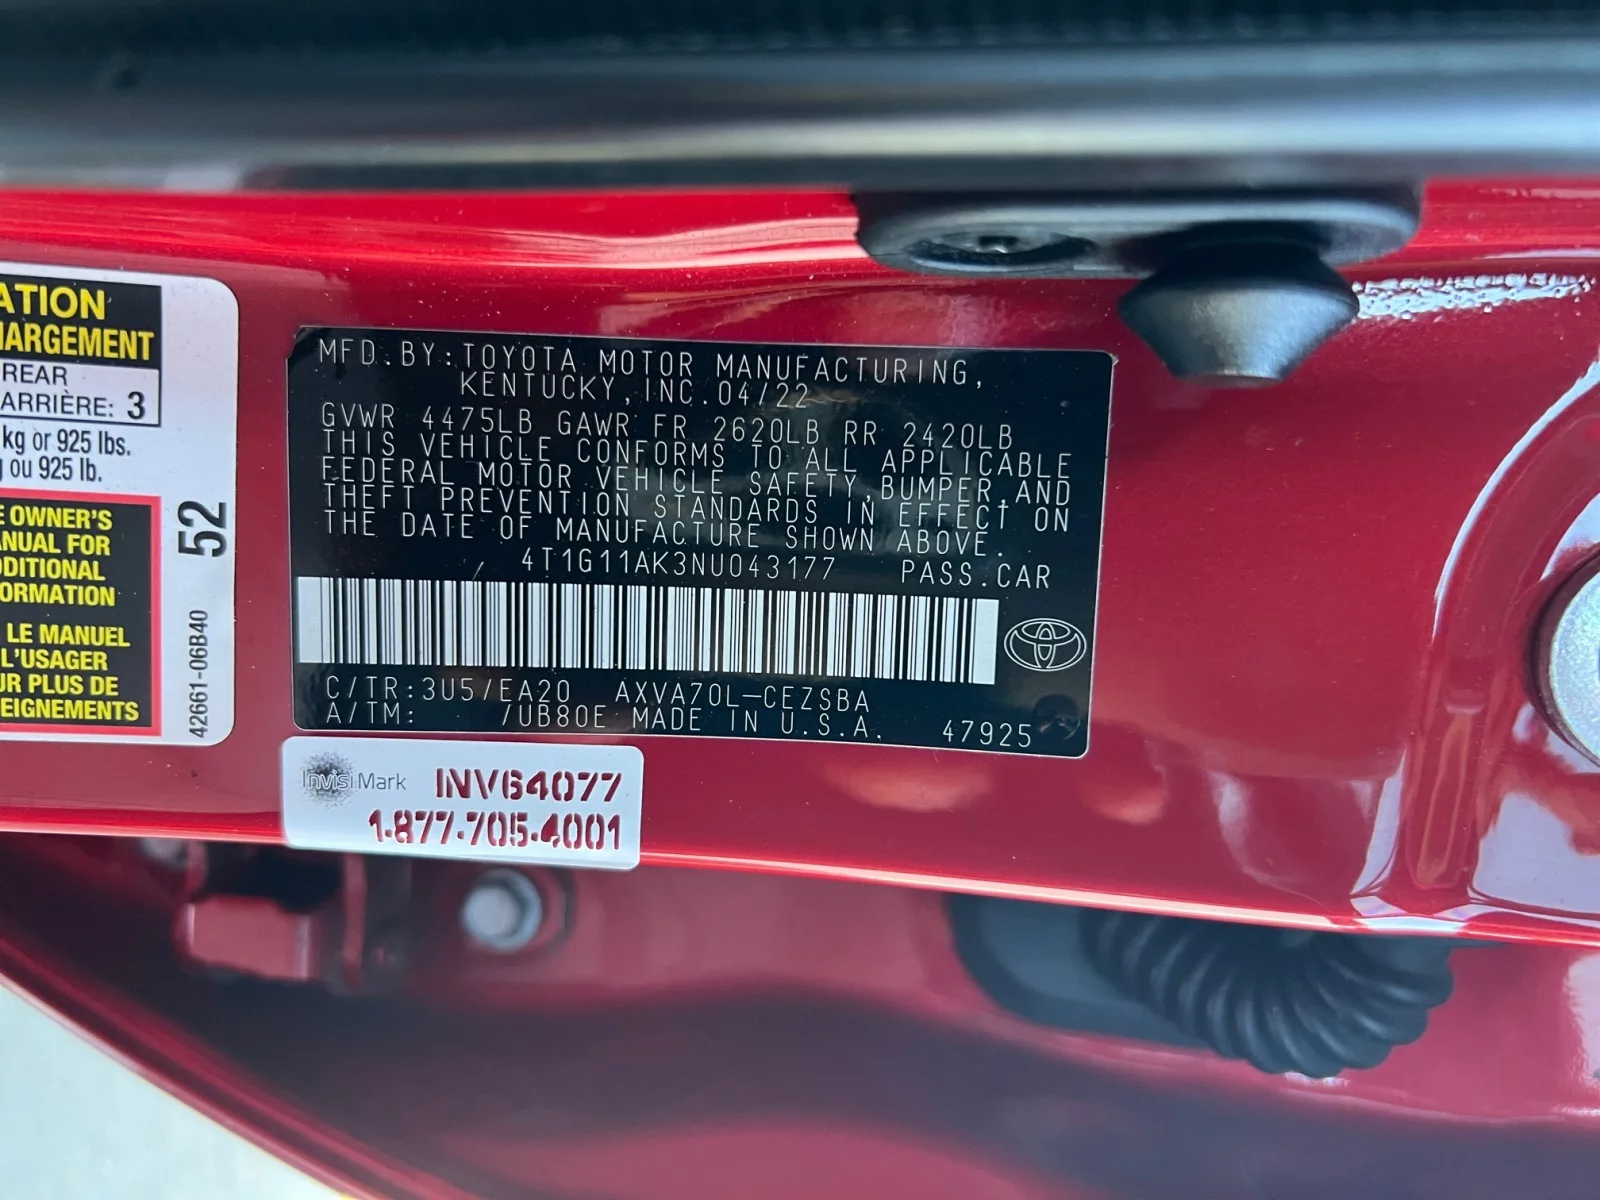 ATION
HARGEMENT
REAR
ARRIÈRE: 3
kg or 925 lbs.
ou 925 lb.
E OWNER'S
ANUAL FOR
DDITIONAL
ORMATION
LE MANUEL
L'USAGER
UR PLUS DE
EIGNEMENTS
52
42661-06B40
MFD.BY:TOYOTA MOTOR MANUFACTURING,
KENTUCKY, INC.04/22
GVWR 4475LB GAWR FR 2620LB RR 2420LB
THIS VEHICLE CONFORMS TO ALL APPLICABLE
FEDERAL MOTOR VEHICLE SAFETY,BUMPER,AND
THEFT PREVENTION STANDARDS IN EFFECT ON
THE DATE OF MANUFACTURE SHOWN ABOVE.
4T1G11AK3NU043177 PASS.CAR
C/TR:3U5/EA20 AXVA70L-CEZSBA
A/TM: /UB80E MADE IN U.S.A. 47925
InvisiMark INV64077
1-877-705-4001